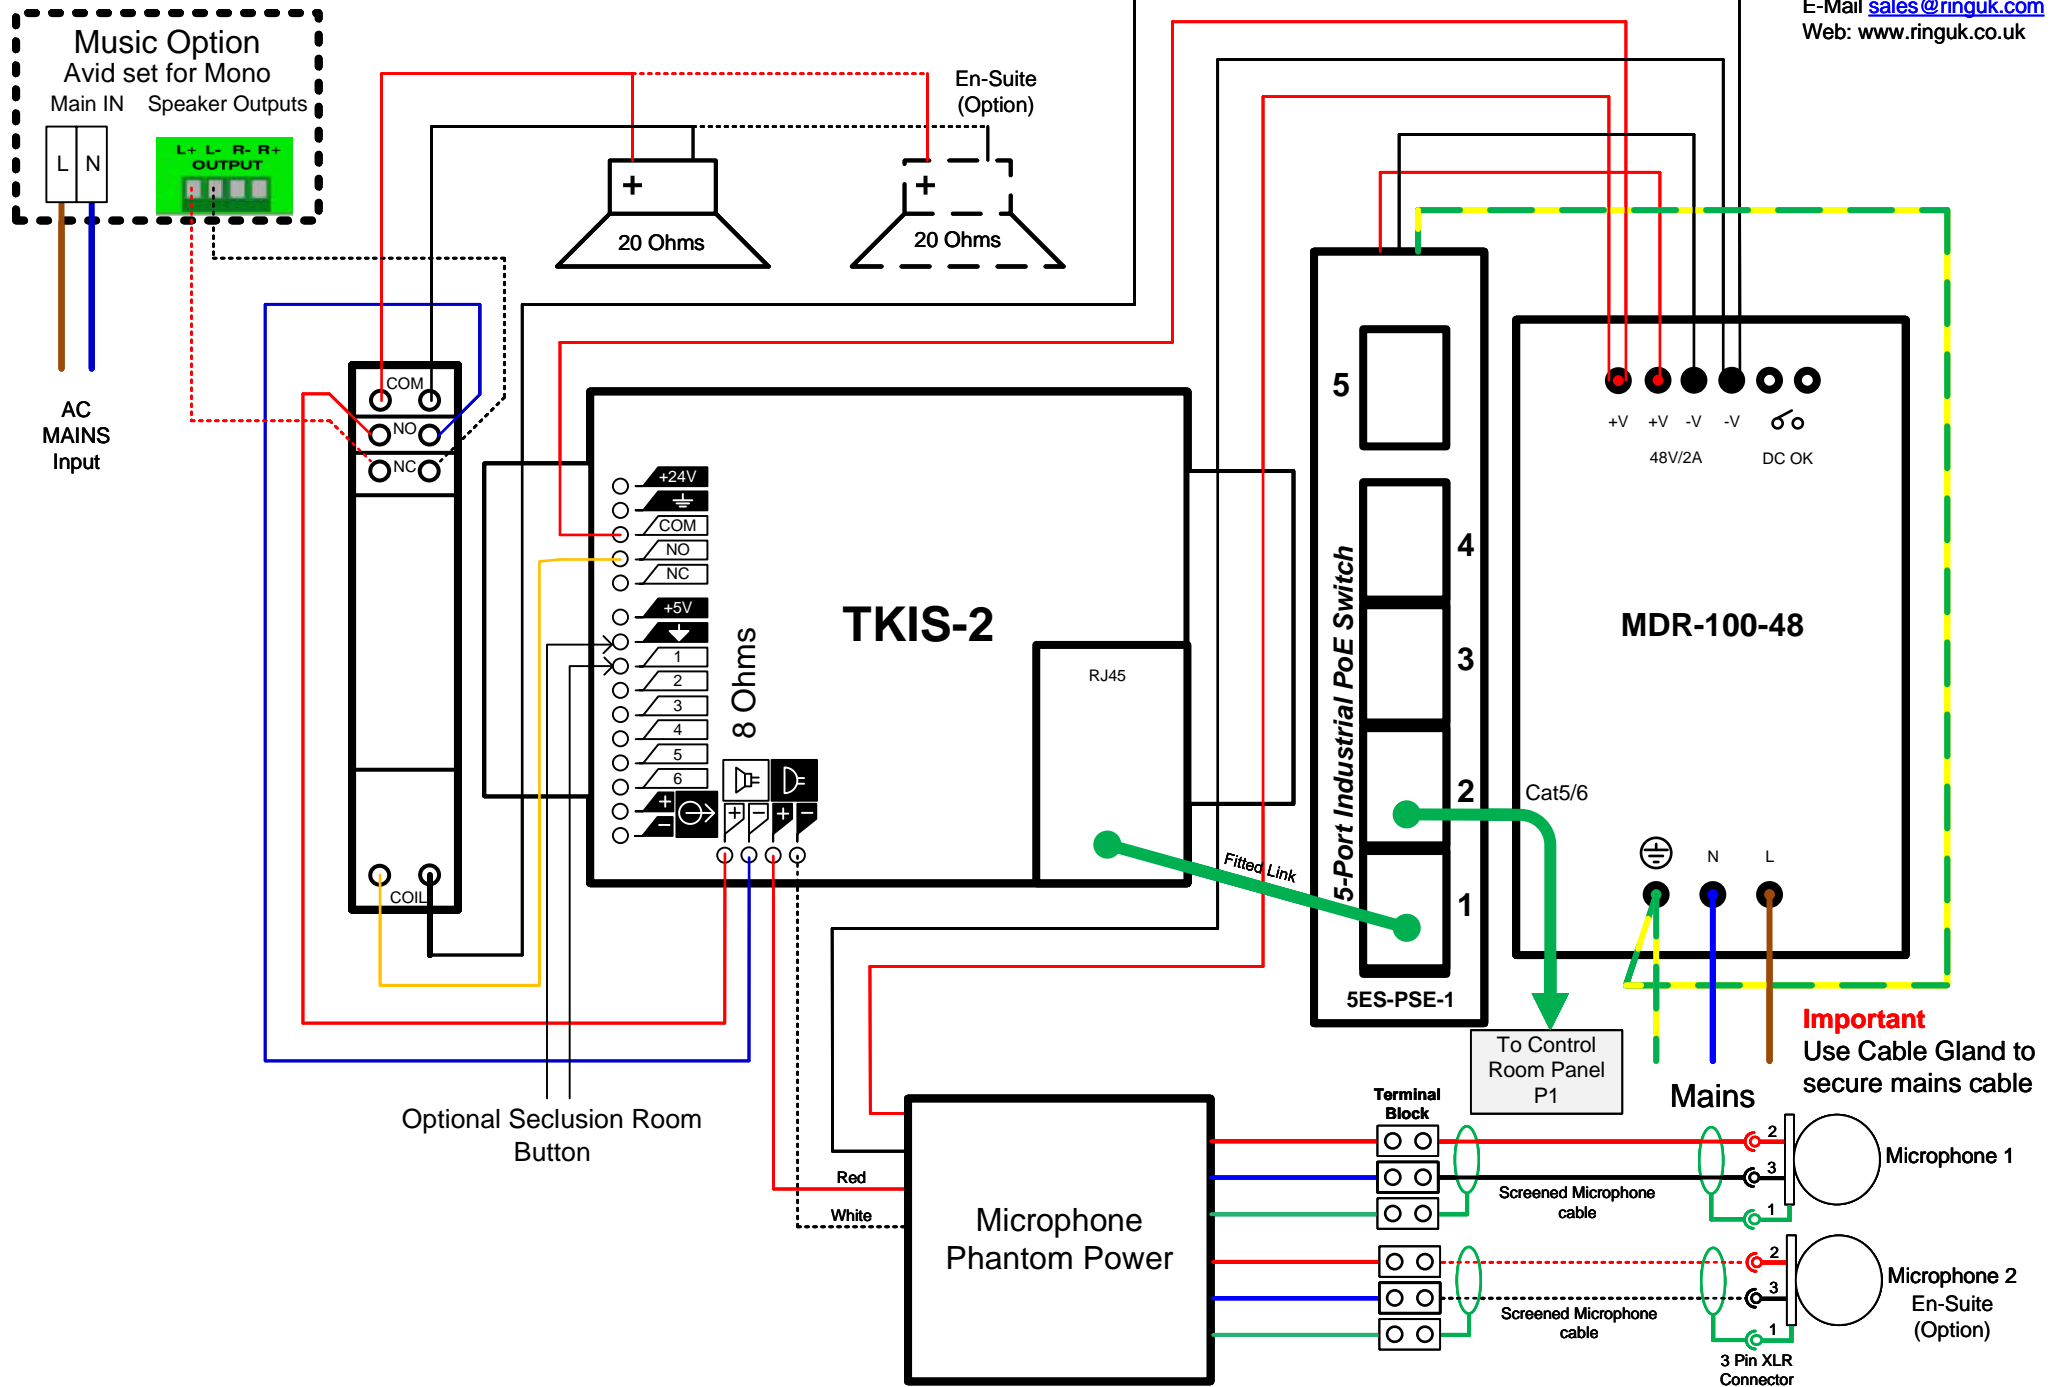 E-Mail sales@ringuk.com
Web: www.ringuk.co.uk
Music Option
Avid set for Mono
Main IN
Speaker Outputs
L
N
L+ L- R- R+
OUTPUT
AC
MAINS
Input
En-Suite
(Option)
+
20 Ohms
+
20 Ohms
COM
NO
NC
COIL
+24V
COM
NO
NC
+5V
1
2
3
4
5
6
+
−
8 Ohms
+
−
+
−
TKIS-2
RJ45
Fitted Link
5
4
3
2
1
5-Port Industrial PoE Switch
5ES-PSE-1
Cat5/6
To Control
Room Panel
P1
+V
+V
-V
-V
48V/2A
DC OK
MDR-100-48
N
L
Important
Use Cable Gland to
secure mains cable
Mains
Optional Seclusion Room
Button
Red
White
Microphone
Phantom Power
Terminal
Block
Screened Microphone
cable
2
3
1
Microphone 1
Screened Microphone
cable
2
3
1
Microphone 2
En-Suite
(Option)
3 Pin XLR
Connector